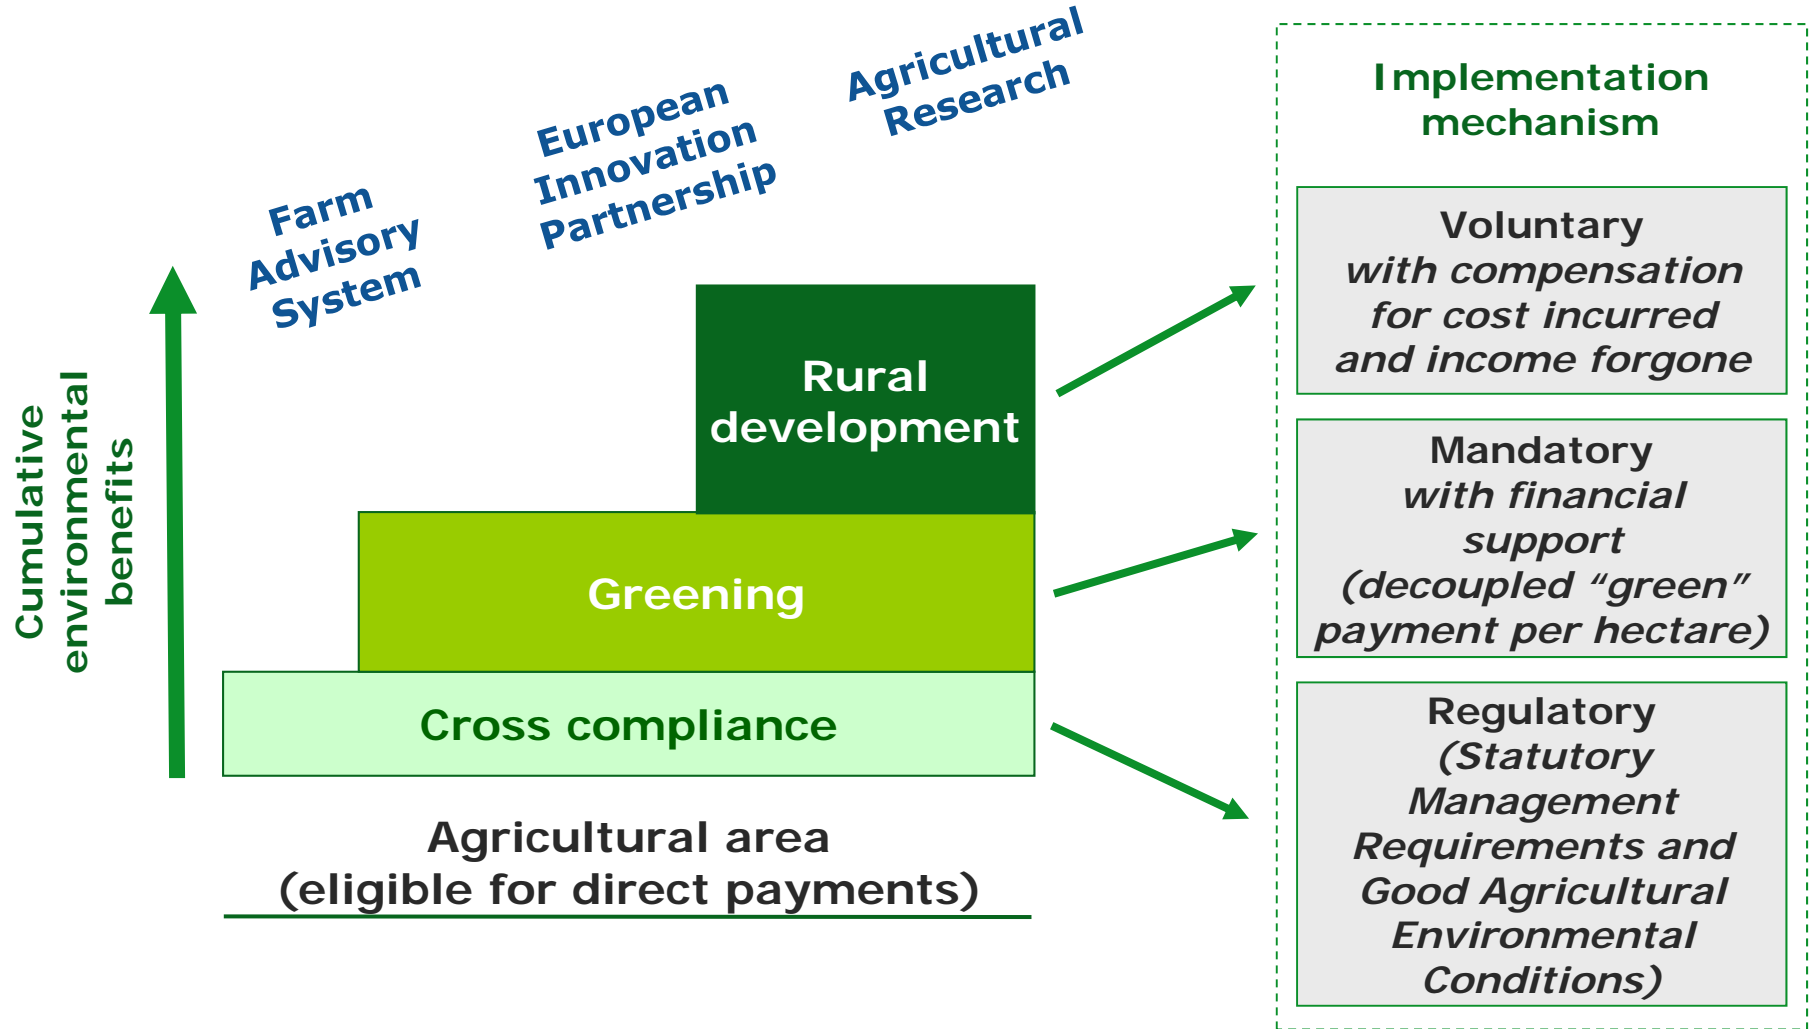 Farm
Advisory
System
European
Innovation
Partnership
Agricultural
Research
Cumulative
environmental
benefits
Rural
development
Greening
Cross compliance
Agricultural area
(eligible for direct payments)
Implementation
mechanism
Voluntary
with compensation
for cost incurred
and income forgone
Mandatory
with financial
support
(decoupled “green”
payment per hectare)
Regulatory
(Statutory
Management
Requirements and
Good Agricultural
Environmental
Conditions)